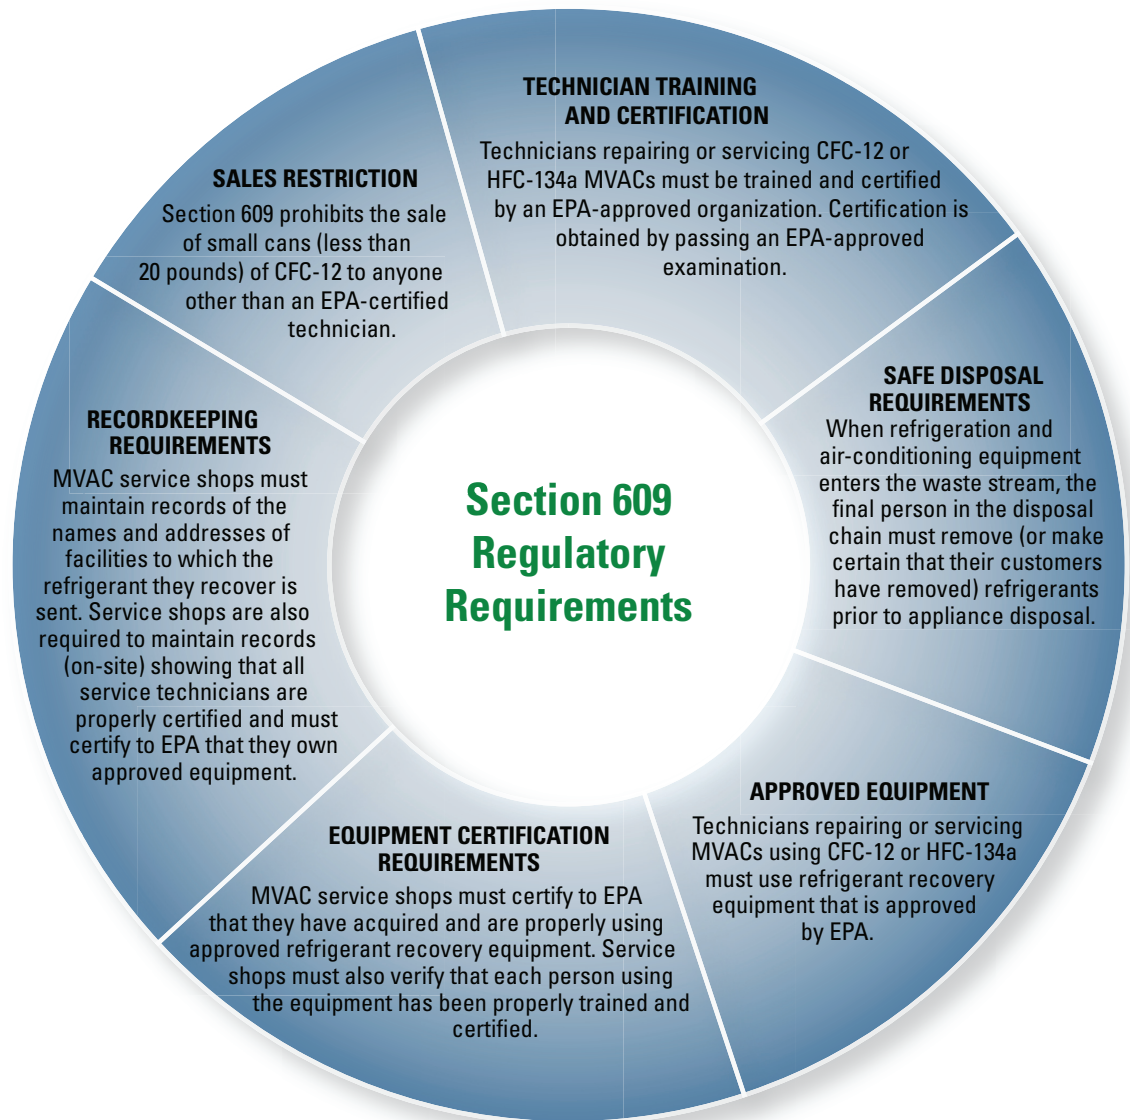 TECHNICIAN TRAINING
AND CERTIFICATION
Technicians repairing or servicing CFC-12 or
HFC-134a MVACs must be trained and certified
by an EPA-approved organization. Certification is
obtained by passing an EPA-approved
examination.
SAFE DISPOSAL
REQUIREMENTS
When refrigeration and
air-conditioning equipment
enters the waste stream, the
final person in the disposal
chain must remove (or make
certain that their customers
have removed) refrigerants
prior to appliance disposal.
APPROVED EQUIPMENT
Technicians repairing or servicing
MVACs using CFC-12 or HFC-134a
must use refrigerant recovery
equipment that is approved
by EPA.
EQUIPMENT CERTIFICATION
REQUIREMENTS
MVAC service shops must certify to EPA
that they have acquired and are properly using
approved refrigerant recovery equipment. Service
shops must also verify that each person using
the equipment has been properly trained and
certified.
RECORDKEEPING
REQUIREMENTS
MVAC service shops must
maintain records of the
names and addresses of
facilities to which the
refrigerant they recover is
sent. Service shops are also
required to maintain records
(on-site) showing that all
service technicians are
properly certified and must
certify to EPA that they own
approved equipment.
SALES RESTRICTION
Section 609 prohibits the sale
of small cans (less than
20 pounds) of CFC-12 to anyone
other than an EPA-certified
technician.
Section 609
Regulatory
Requirements